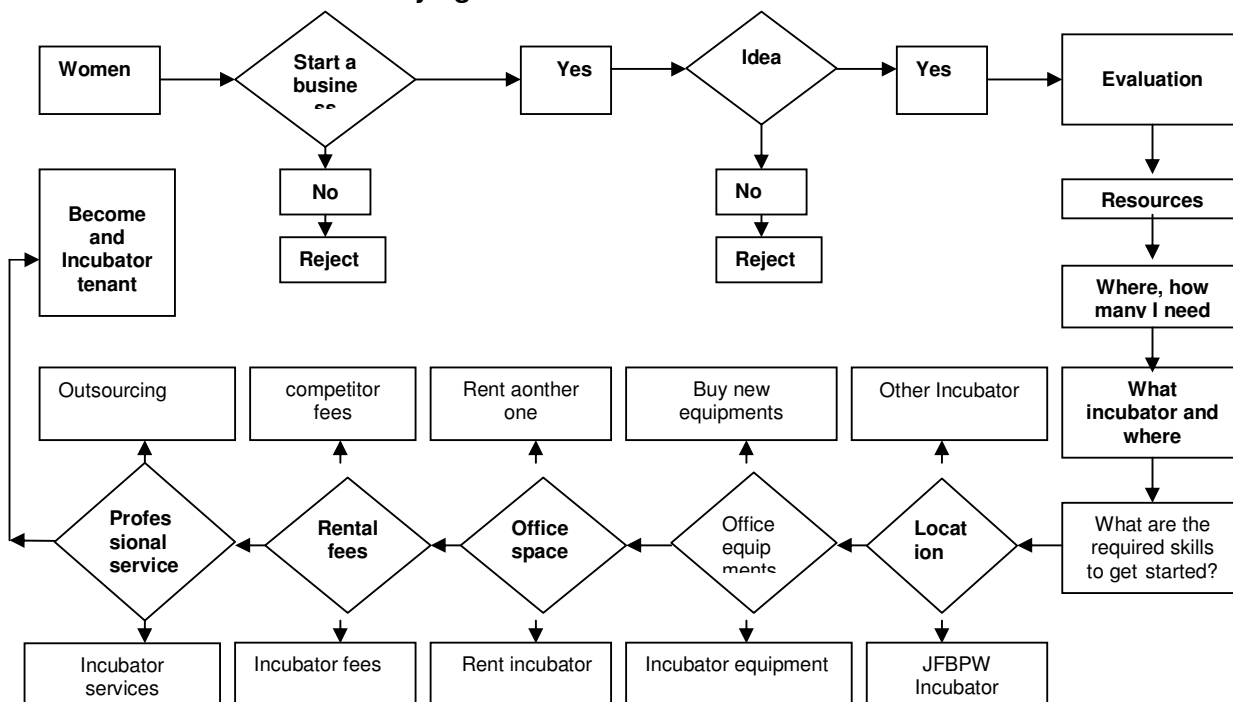 Women
Start a
busine
ss
Yes
Idea
Yes
Evaluation
No
Reject
No
Reject
Resources
Become
and
Incubator
tenant
Where, how
many I need
Outsourcing
competitor
fees
Rent aonther
one
Buy new
equipments
Other Incubator
What
incubator and
where
Profes
sional
service
Rental
fees
Office
space
Office
equip
ments
Locat
ion
What are the
required skills
to get started?
Incubator
services
Incubator fees
Rent incubator
Incubator equipment
JFBPW
Incubator